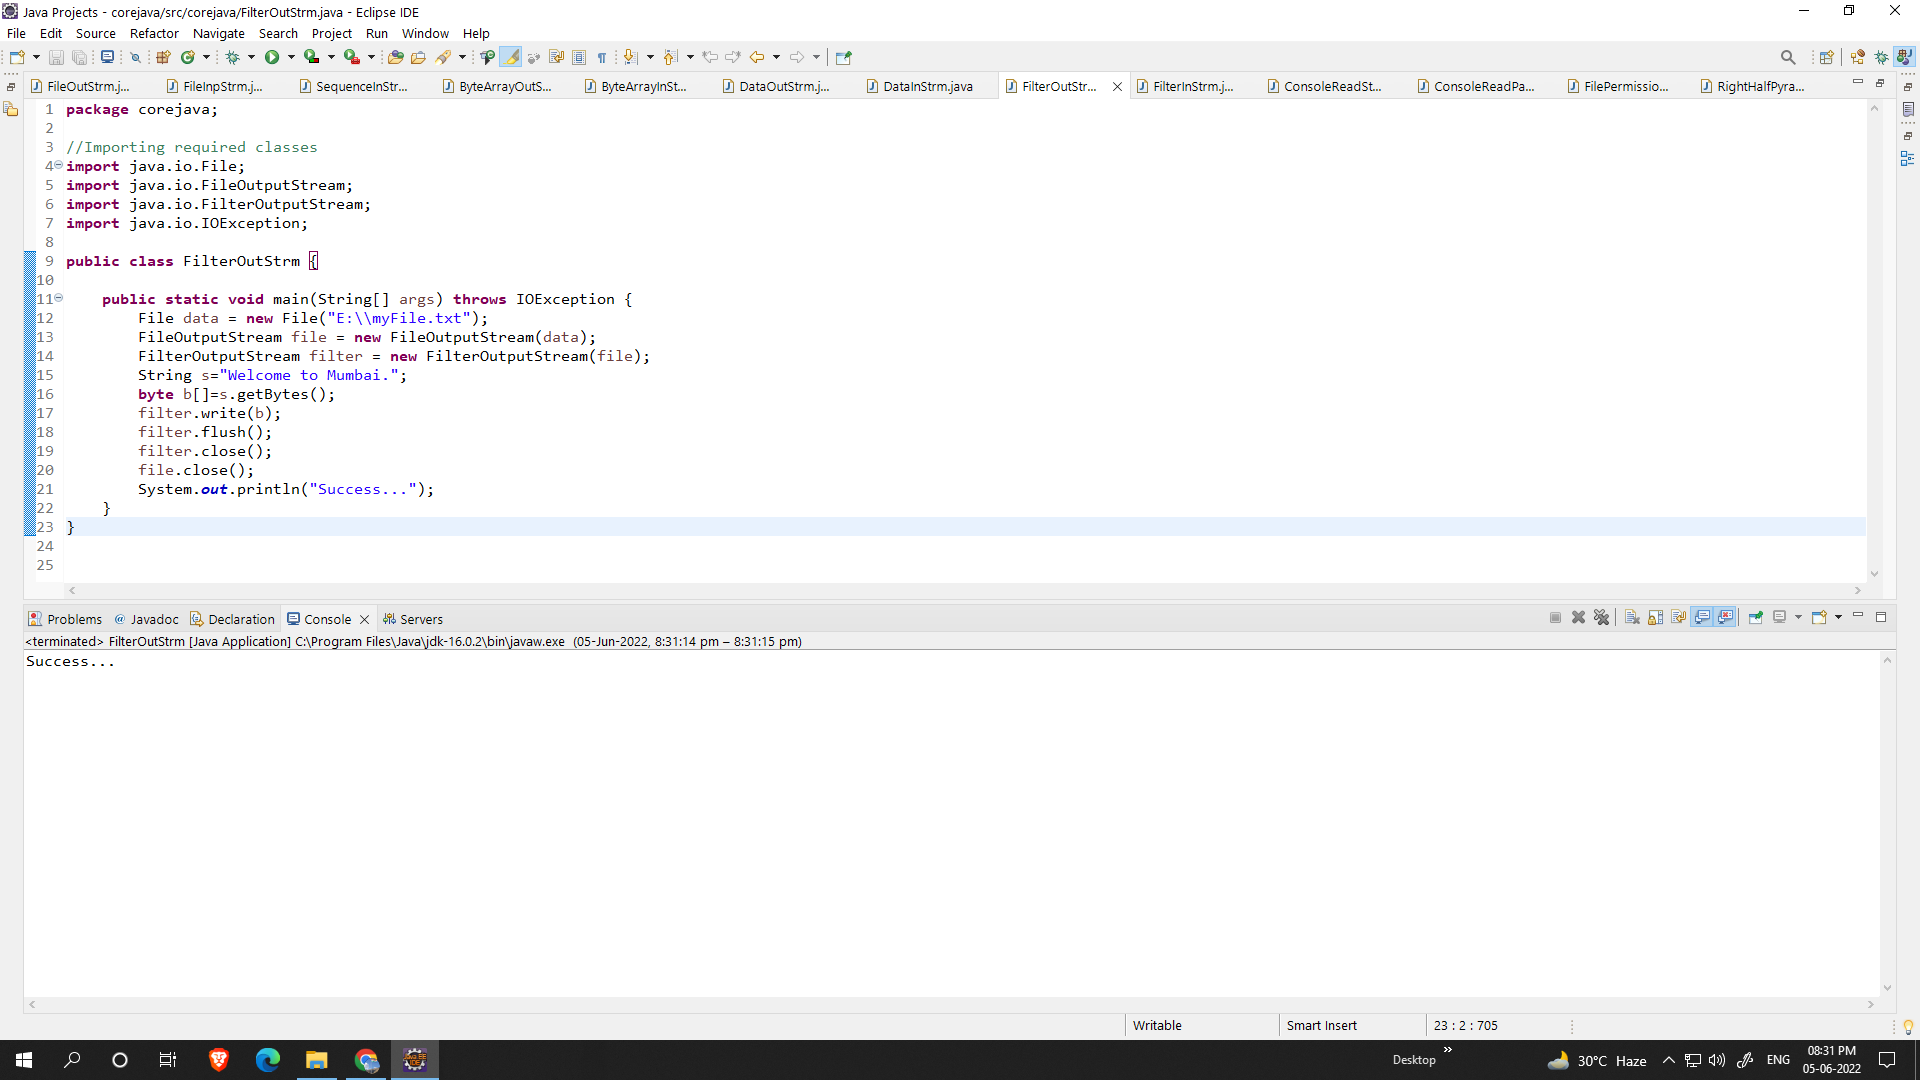 Java Projects - corejava/src/corejava/FilterOutStrm.java - Eclipse IDE
File Edit Source Refactor Navigate Search Project Run Window Help
FileOutStrm.j... FileInpStrm.j... SequenceInStr... ByteArrayOutS... ByteArrayInSt... DataOutStrm.j... DataInStrm.java FilterOutStr... FilterInStrm.j... ConsoleReadSt... ConsoleReadPa... FilePermissio... RightHalfPyra...
1 package corejava;
2
3 //Importing required classes
4 import java.io.File;
5 import java.io.FileOutputStream;
6 import java.io.FilterOutputStream;
7 import java.io.IOException;
8
9 public class FilterOutStrm {
10
11     public static void main(String[] args) throws IOException {
12         File data = new File("E:\\myFile.txt");
13         FileOutputStream file = new FileOutputStream(data);
14         FilterOutputStream filter = new FilterOutputStream(file);
15         String s="Welcome to Mumbai.";
16         byte b[]=s.getBytes();
17         filter.write(b);
18         filter.flush();
19         filter.close();
20         file.close();
21         System.out.println("Success...");
22     }
23 }
24
25
Problems @ Javadoc Declaration Console Servers
<terminated> FilterOutStrm [Java Application] C:\Program Files\Java\jdk-16.0.2\bin\javaw.exe (05-Jun-2022, 8:31:14 pm – 8:31:15 pm)
Success...
Writable Smart Insert 23 : 2 : 705
Desktop » 30°C Haze ENG 08:31 PM
05-06-2022